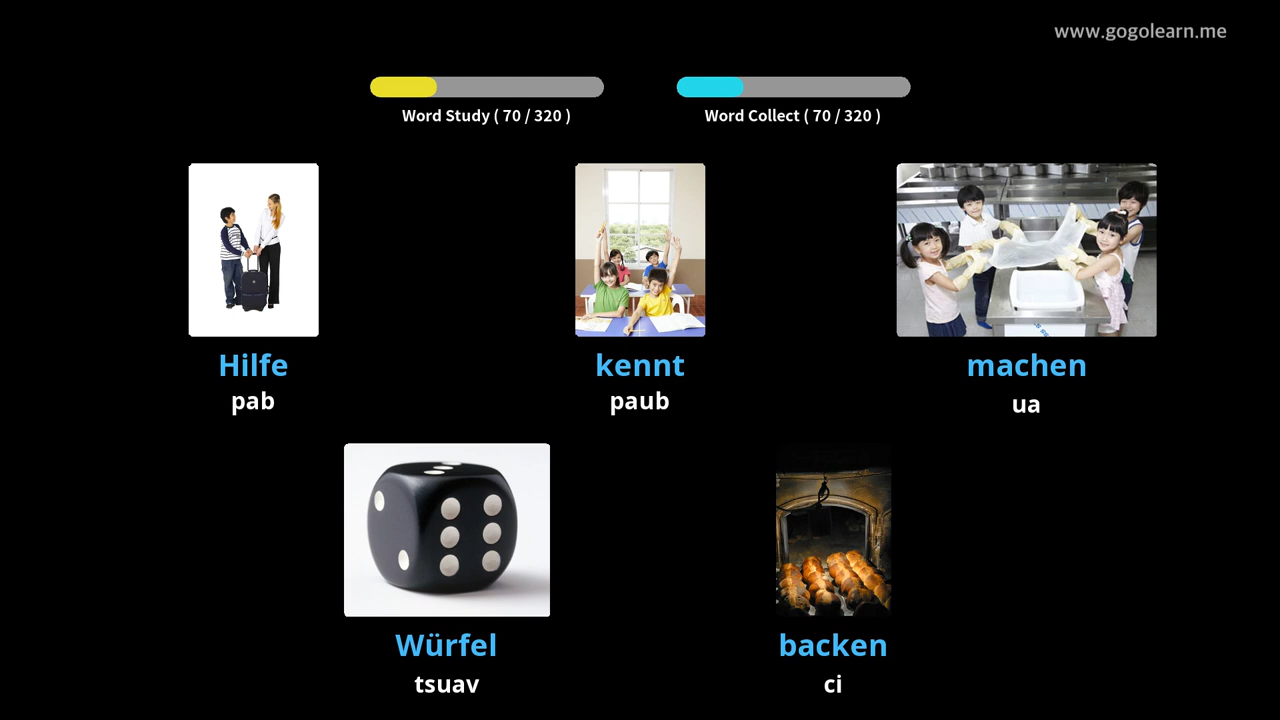 www.gogolearn.me
Word Study ( 70 / 320 )
Word Collect ( 70 / 320 )
Hilfe
pab
kennt
paub
machen
ua
Würfel
tsuav
backen
ci